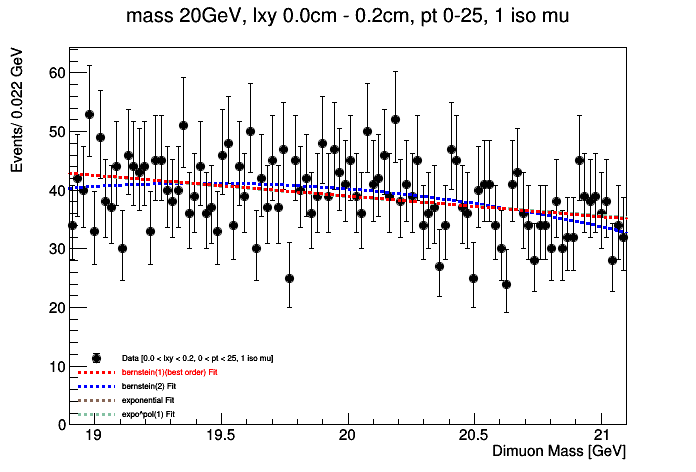 mass 20GeV, lxy 0.0cm - 0.2cm, pt 0-25, 1 iso mu
Events/ 0.022 GeV
60
50
40
30
20
10
0
Data [0.0 < lxy < 0.2, 0 < pt < 25, 1 iso mu]
bernstein(1)(best order) Fit
bernstein(2) Fit
exponential Fit
expo*pol(1) Fit
19
19.5
20
20.5
21
Dimuon Mass [GeV]